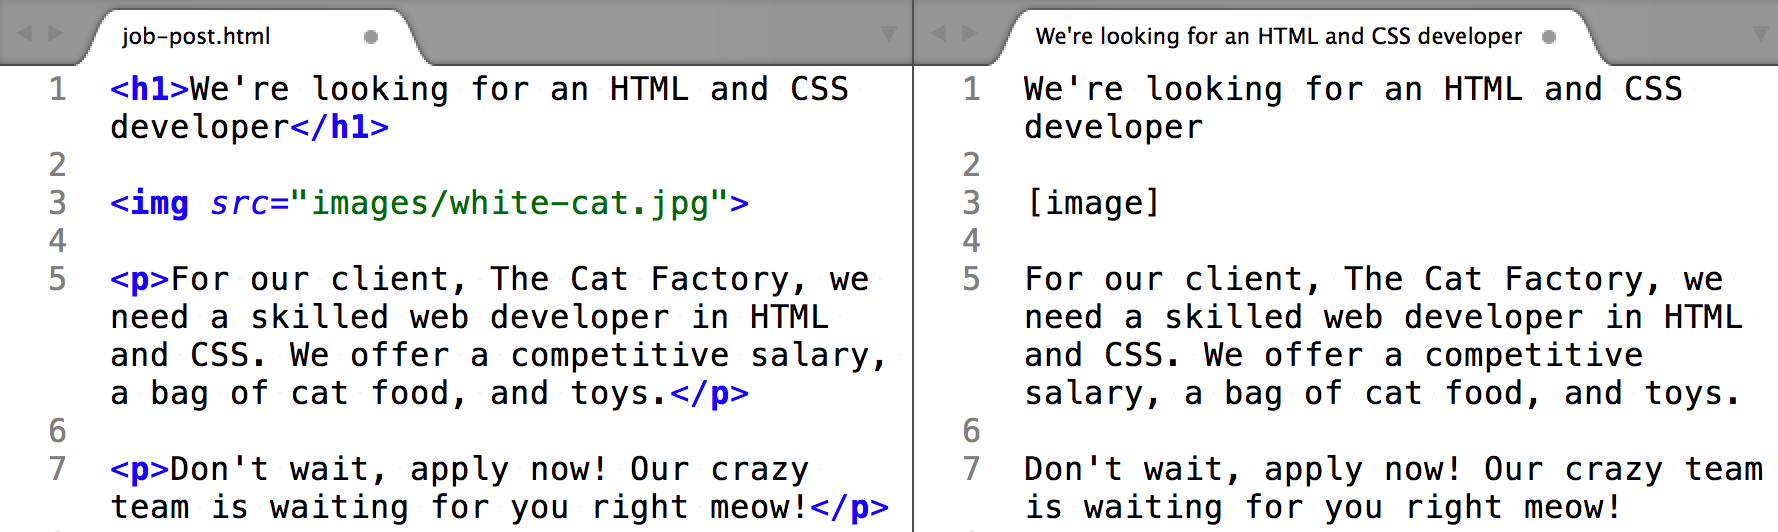 job-post.html
1 <h1>We're looking for an HTML and CSS
developer</h1>
2
3 <img src="images/white-cat.jpg">
4
5 <p>For our client, The Cat Factory, we
need a skilled web developer in HTML
and CSS. We offer a competitive salary,
a bag of cat food, and toys.</p>
6
7 <p>Don't wait, apply now! Our crazy
team is waiting for you right meow!</p>
We're looking for an HTML and CSS developer
1 We're looking for an HTML and CSS
developer
2
3 [image]
4
5 For our client, The Cat Factory, we
need a skilled web developer in HTML
and CSS. We offer a competitive
salary, a bag of cat food, and toys.
6
7 Don't wait, apply now! Our crazy team
is waiting for you right meow!